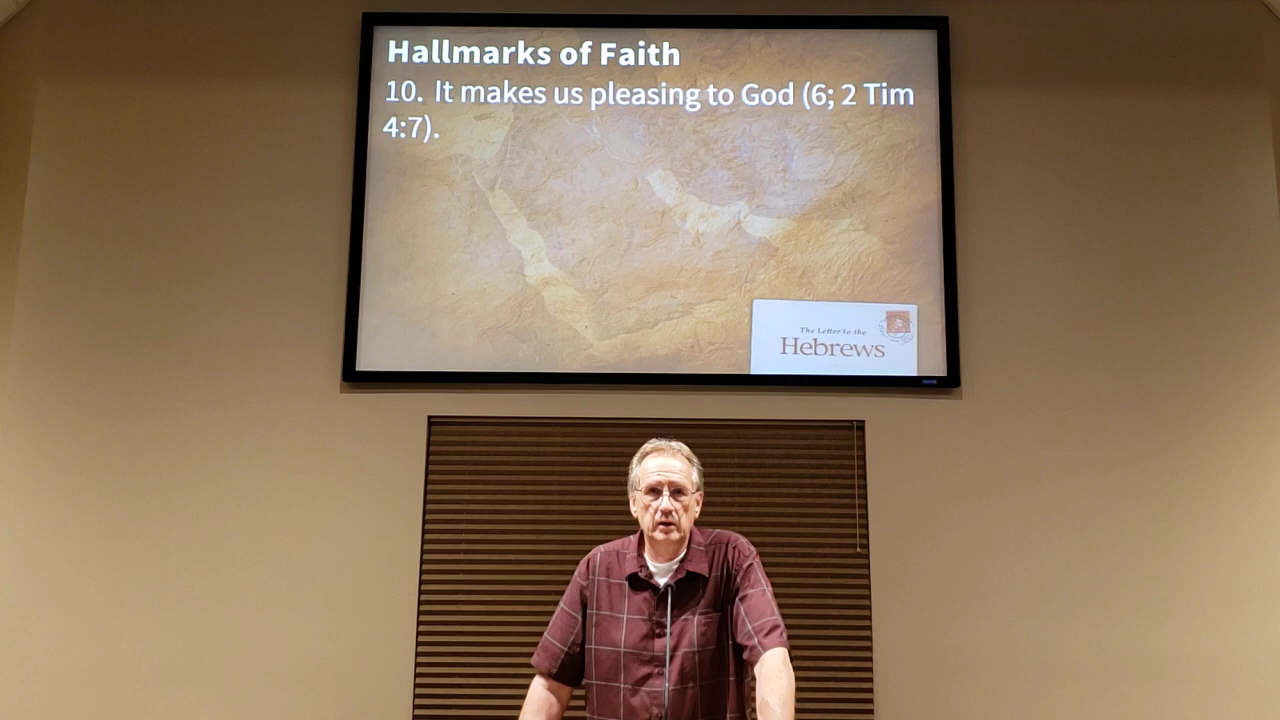 Hallmarks of Faith
10. It makes us pleasing to God (6; 2 Tim
4:7).
The Letter to the
Hebrews